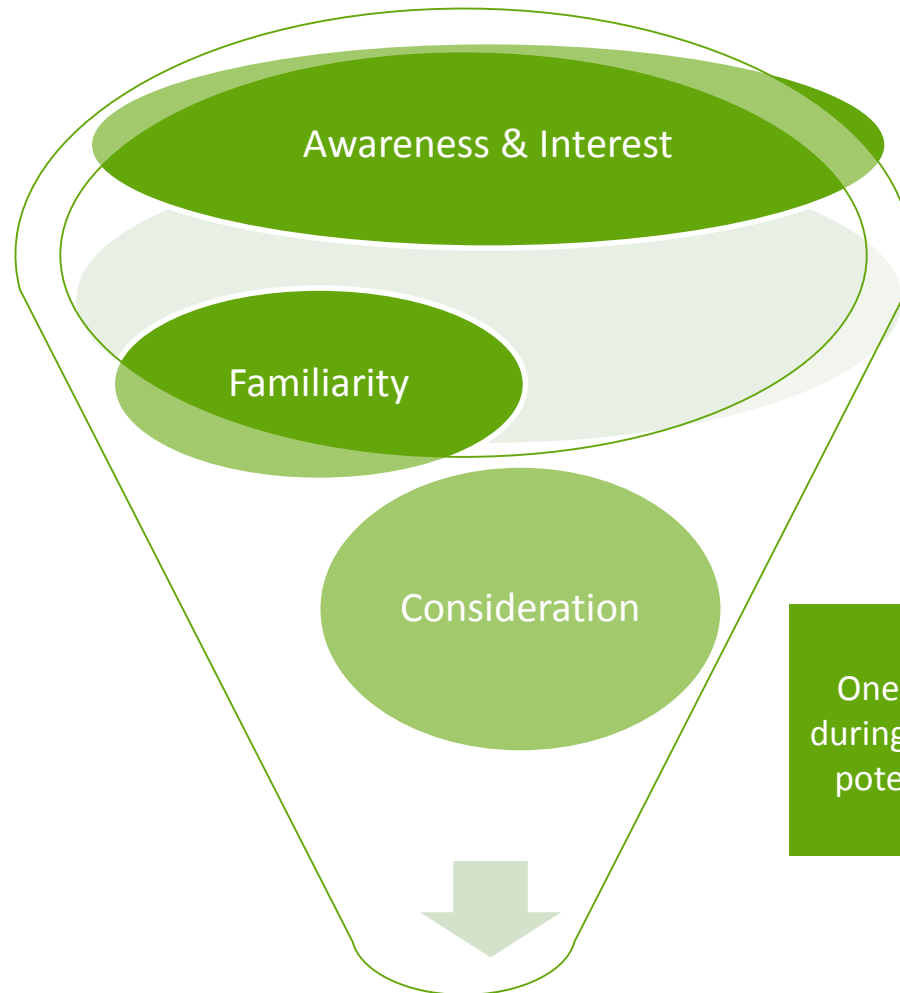 Awareness & Interest
Familiarity
Consideration
One
during
pote